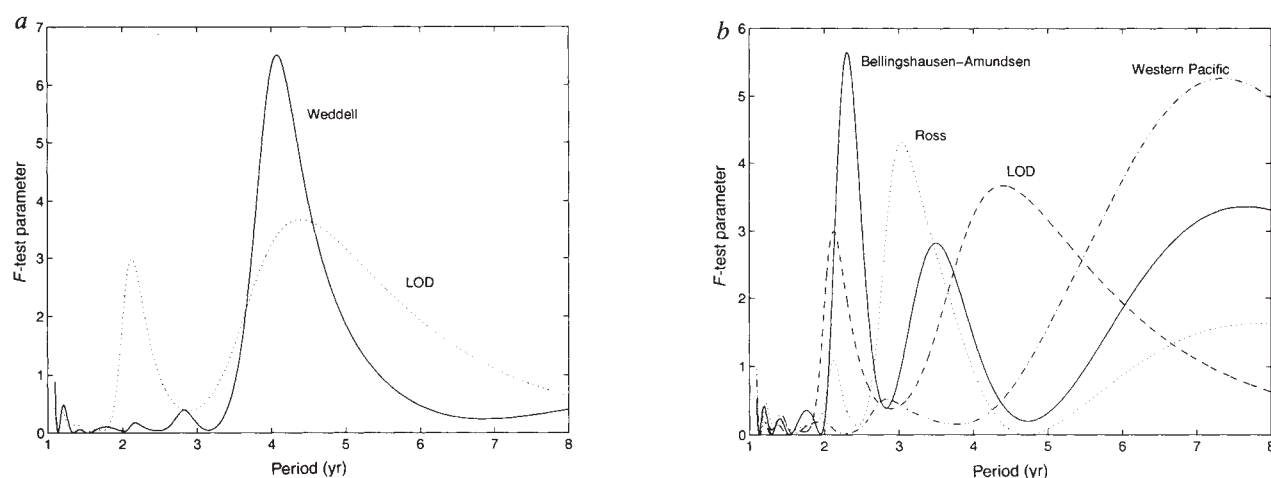 a
7
6
5
4
3
2
1
0
F-test parameter
Weddell
LOD
1 2 3 4 5 6 7 8
Period (yr)
b
6
5
4
3
2
1
0
F-test parameter
Bellingshausen–Amundsen
Western Pacific
Ross
LOD
1 2 3 4 5 6 7 8
Period (yr)